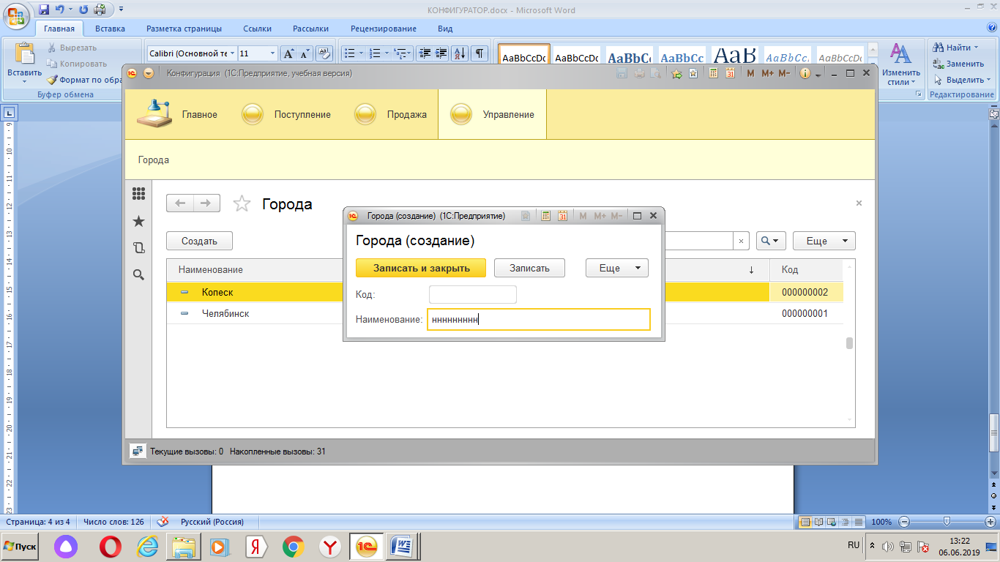 КОНФИГУРАТОР.docx - Microsoft Word
Главная Вставка Разметка страницы Ссылки Рассылки Рецензирование Вид
Вырезать
Копировать
Формат по обра
Вставить
Буфер обмена
Calibri (Основной те 11
AaBbCcDc AaBbCcDc AaBbCc AaBbCc AaB AaBbCc. AaBbCcDc
Изменить стили
Найти
Заменить
Выделить
Редактирование
Конфигурация (1С:Предприятие, учебная версия)
M M+ M-
Главное Поступление Продажа Управление
Города
Города
Создать
Еще
Наименование Код
Копеск 000000002
Челябинск 000000001
Города (создание) (1С:Предприятие)
M M+ M-
Города (создание)
Записать и закрыть Записать Еще
Код:
Наименование: ннннннннн
Текущие вызовы: 0 Накопленные вызовы: 31
Страница: 4 из 4 Число слов: 126 Русский (Россия) 100%
Пуск
RU
13:22
06.06.2019